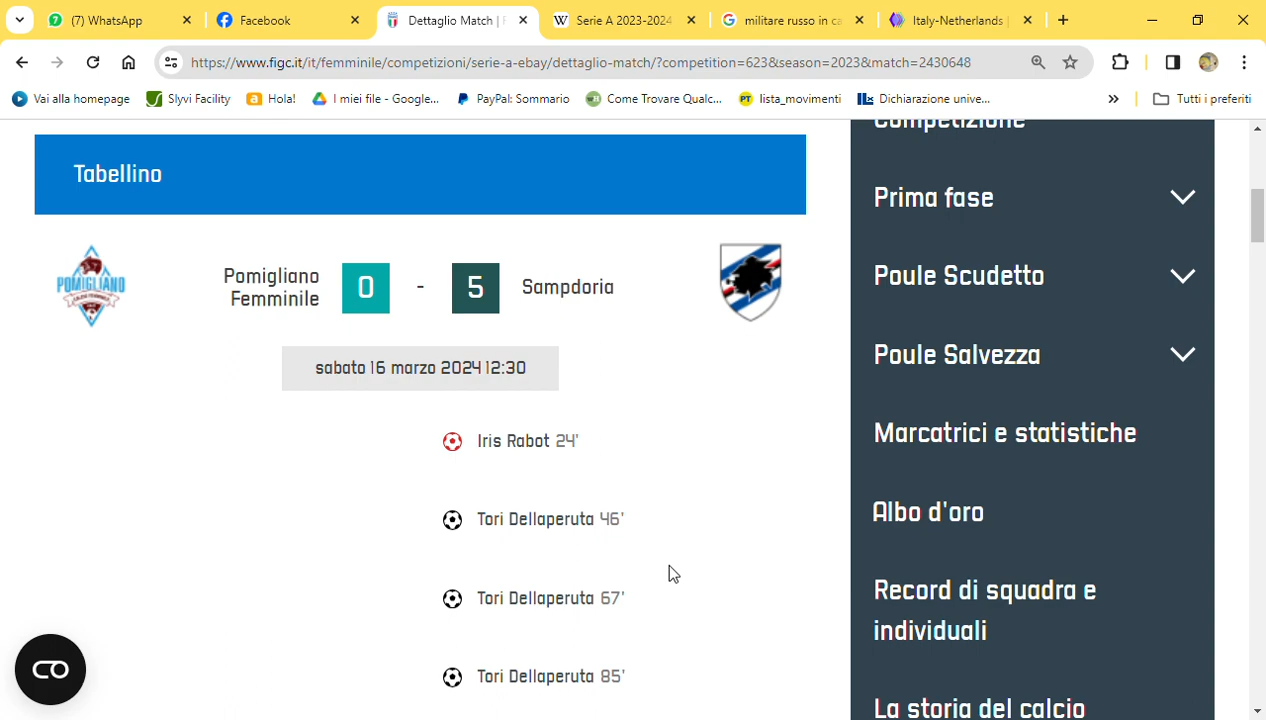 (7) WhatsApp
Facebook
Dettaglio Match | F
Serie A 2023-2024
militare russo in ca
Italy-Netherlands |
https://www.figc.it/it/femminile/competizioni/serie-a-ebay/dettaglio-match/?competition=623&season=2023&match=2430648
Vai alla homepage
Slyvi Facility
Hola!
I miei file - Google...
PayPal: Sommario
Come Trovare Qualc...
lista_movimenti
Dichiarazione unive...
»
Tutti i preferiti
Tabellino
POMIGLIANO
Pomigliano
Femminile
0 - 5
Sampdoria
sabato 16 marzo 2024 12:30
Iris Rabot 24'
Tori Dellaperuta 46'
Tori Dellaperuta 67'
Tori Dellaperuta 85'
Competizione
Prima fase
Poule Scudetto
Poule Salvezza
Marcatrici e statistiche
Albo d'oro
Record di squadra e
individuali
La storia del calcio